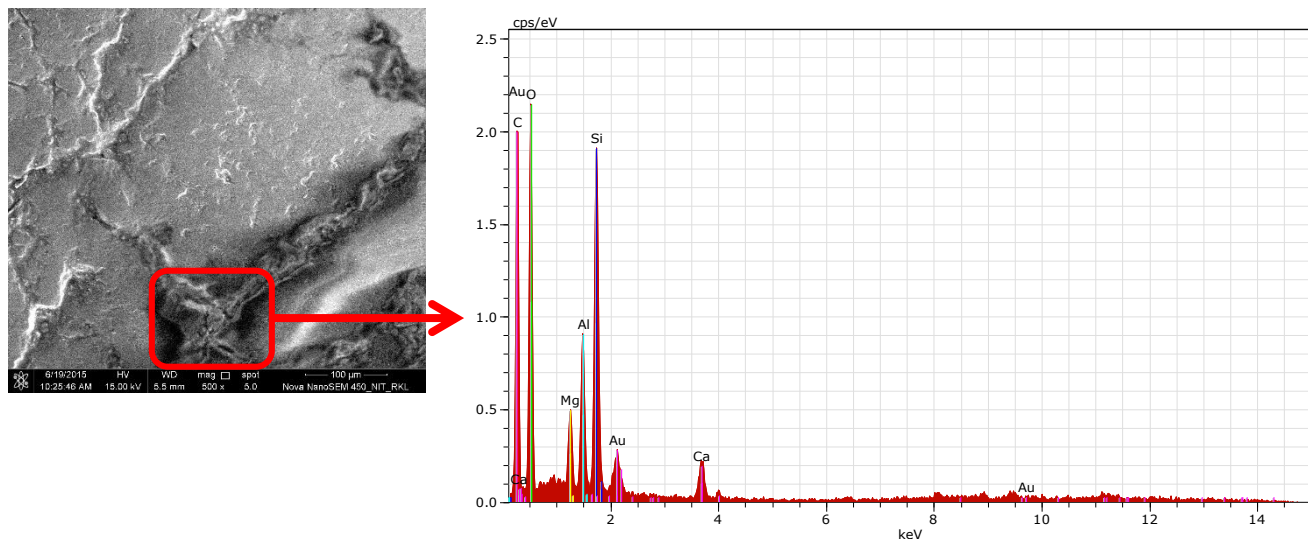 6/19/2015 HV WD mag □ spot 100 μm
10:25:46 AM 15.00 kV 5.5 mm 500 x 5.0 Nova NanoSEM 450_NIT_RKL
cps/eV
2.5
2.0
1.5
1.0
0.5
0.0
Au O
C
Si
Al
Mg
Au
Ca
Ca
Au
2 4 6 8 10 12 14
keV